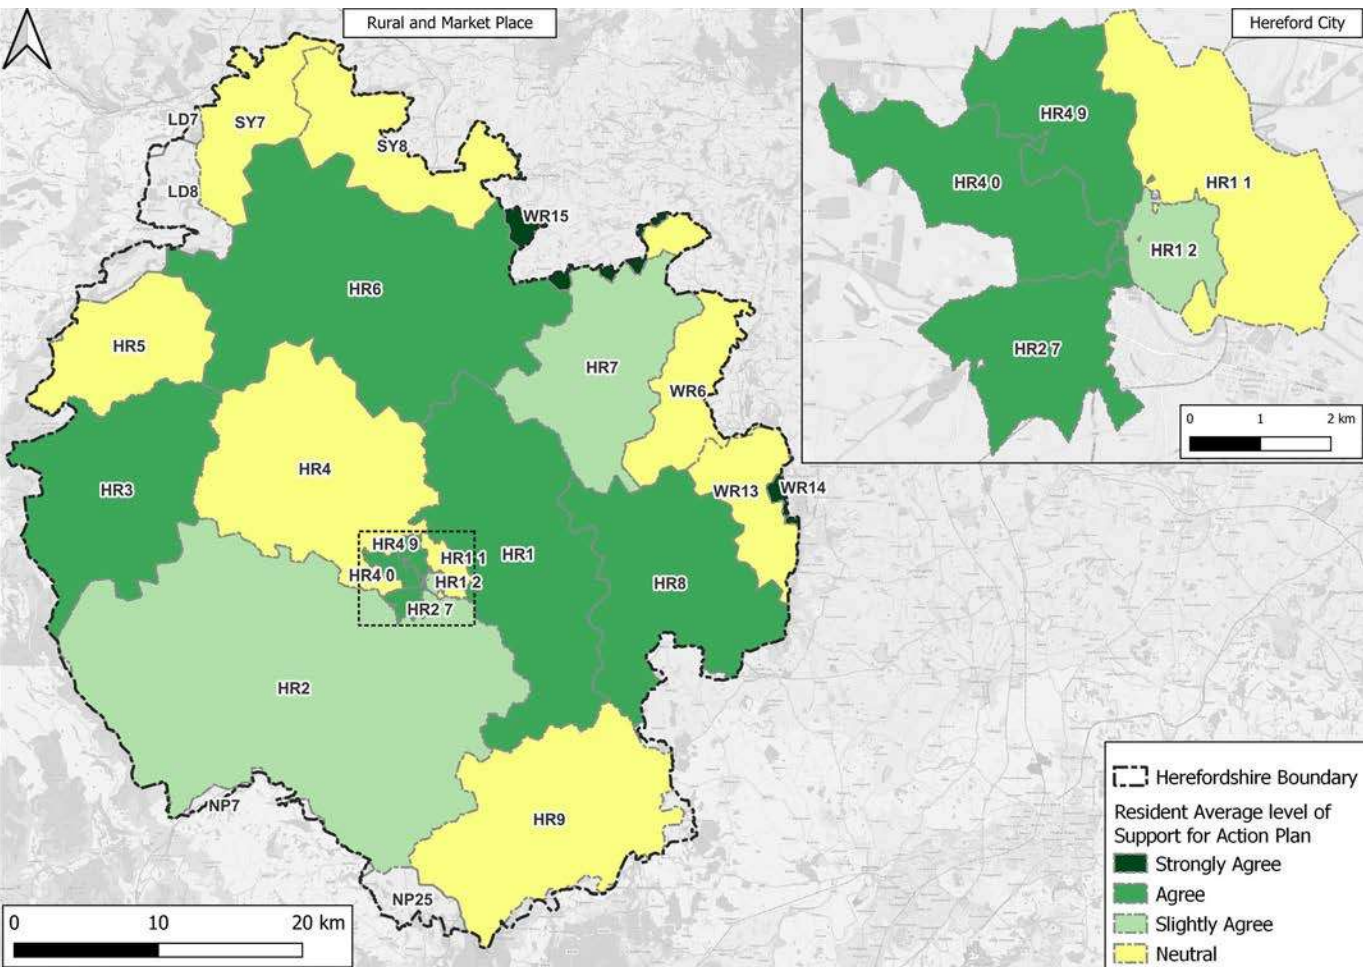 Rural and Market Place
Hereford City
LD7
SY7
SY8
LD8
WR15
HR6
HR5
HR7
WR6
HR4
HR3
WR13
WR14
HR4 9
HR1 1
HR1
HR4 0
HR1 2
HR8
HR2 7
HR2
NP7
HR9
NP25
0 10 20 km
HR4 9
HR4 0
HR1 1
HR1 2
HR2 7
0 1 2 km
Herefordshire Boundary
Resident Average level of
Support for Action Plan
Strongly Agree
Agree
Slightly Agree
Neutral